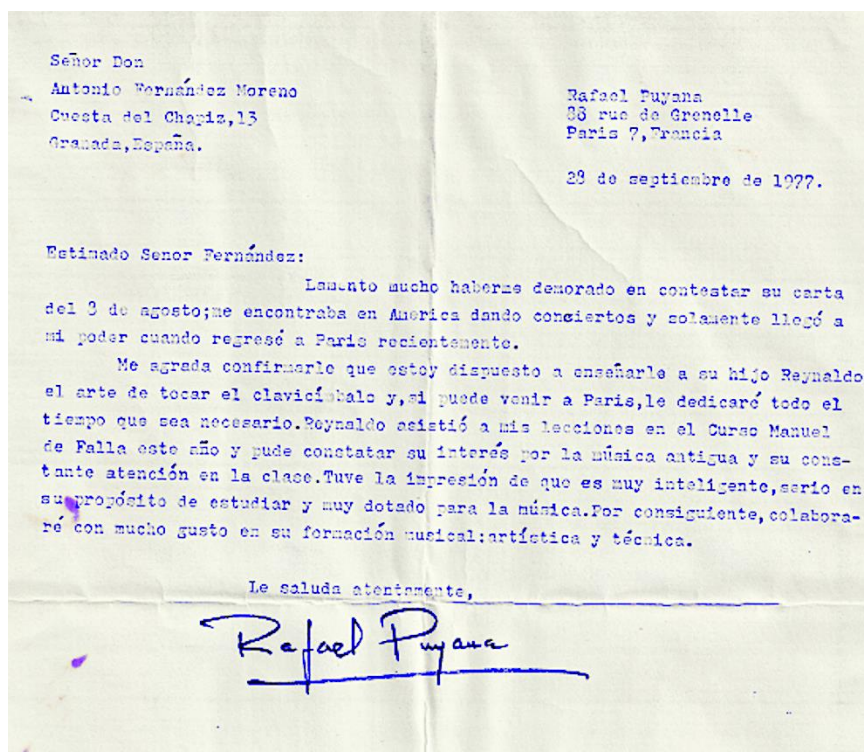 Señor Don
Antonio Fernández Moreno
Cuesta del Chapiz,13
Granada,España.
Rafael Puyana
88 rue de Grenelle
Paris 7,Francia
28 de septiembre de 1977.
Estimado Senor Fernández:
Lamento mucho haberme demorado en contestar su carta
del 8 de agosto;me encontraba en America dando conciertos y solamente llegó a
mi poder cuando regresé a Paris recientemente.
Me agrada confirmarle que estoy dispuesto a enseñarle a su hijo Reynaldo
el arte de tocar el clavicímbalo y,si puede venir a Paris,le dedicaré todo el
tiempo que sea necesario.Reynaldo asistió a mis lecciones en el Curso Manuel
de Falla este año y pude constatar su interés por la música antigua y su cons-
tante atención en la clase.Tuve la impresión de que es muy inteligente,serio en
su propósito de estudiar y muy dotado para la música.Por consiguiente,colabora-
ré con mucho gusto en su formación musical:artística y técnica.
Le saluda atentamente,
Rafael Puyana